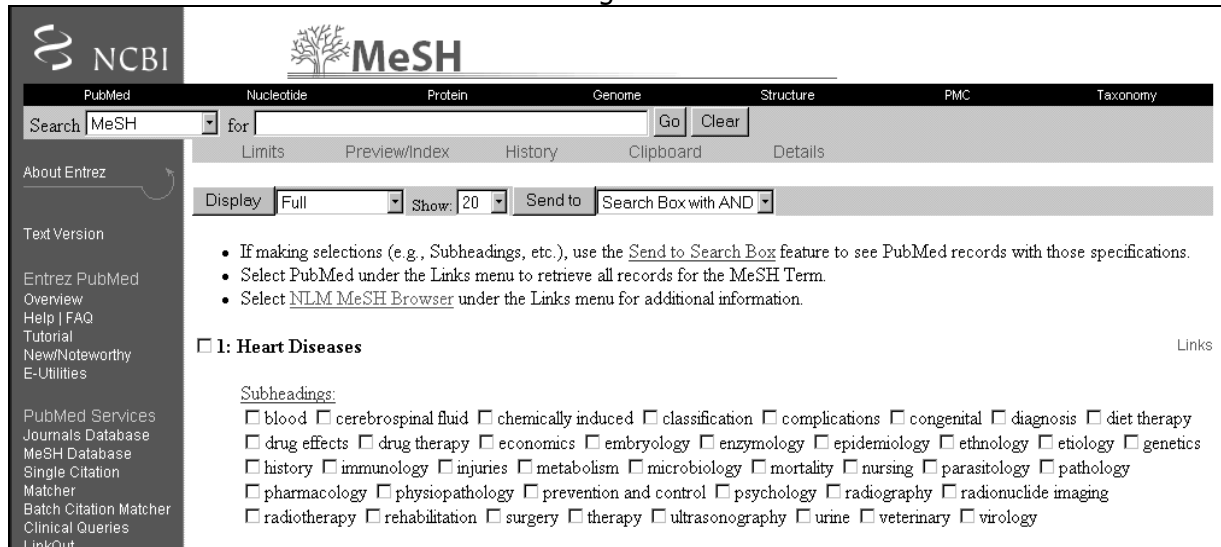 NCBI
MeSH
PubMed Nucleotide Protein Genome Structure PMC Taxonomy
Search MeSH for Go Clear
Limits Preview/Index History Clipboard Details
About Entrez
Display Full Show: 20 Send to Search Box with AND
Text Version
• If making selections (e.g., Subheadings, etc.), use the Send to Search Box feature to see PubMed records with those specifications.
• Select PubMed under the Links menu to retrieve all records for the MeSH Term.
• Select NLM MeSH Browser under the Links menu for additional information.
Entrez PubMed
Overview
Help | FAQ
Tutorial
New/Noteworthy
E-Utilities
1: Heart Diseases Links
Subheadings:
blood cerebrospinal fluid chemically induced classification complications congenital diagnosis diet therapy
drug effects drug therapy economics embryology enzymology epidemiology ethnology etiology genetics
history immunology injuries metabolism microbiology mortality nursing parasitology pathology
pharmacology physiopathology prevention and control psychology radiography radionuclide imaging
radiotherapy rehabilitation surgery therapy ultrasonography urine veterinary virology
PubMed Services
Journals Database
MeSH Database
Single Citation
Matcher
Batch Citation Matcher
Clinical Queries
LinkOut